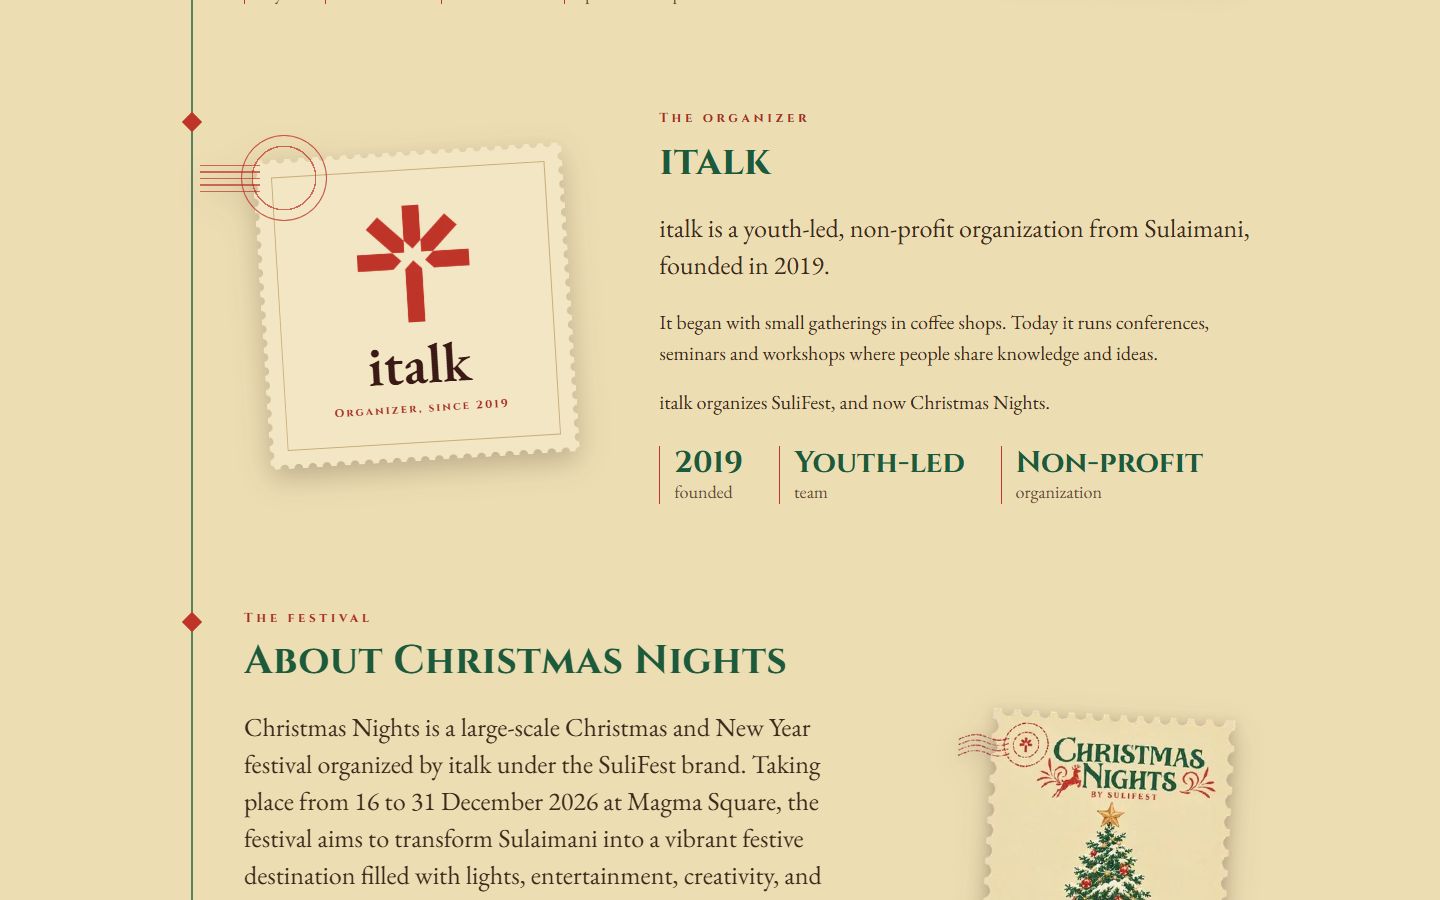 The organizer
italk
italk is a youth-led, non-profit organization from Sulaimani,
founded in 2019.
It began with small gatherings in coffee shops. Today it runs conferences,
seminars and workshops where people share knowledge and ideas.
italk organizes SuliFest, and now Christmas Nights.
2019
founded
Youth-led
team
Non-profit
organization
italk
Organizer, since 2019
The festival
About Christmas Nights
Christmas Nights is a large-scale Christmas and New Year
festival organized by italk under the SuliFest brand. Taking
place from 16 to 31 December 2026 at Magma Square, the
festival aims to transform Sulaimani into a vibrant festive
destination filled with lights, entertainment, creativity, and
Christmas
Nights
by SuliFest